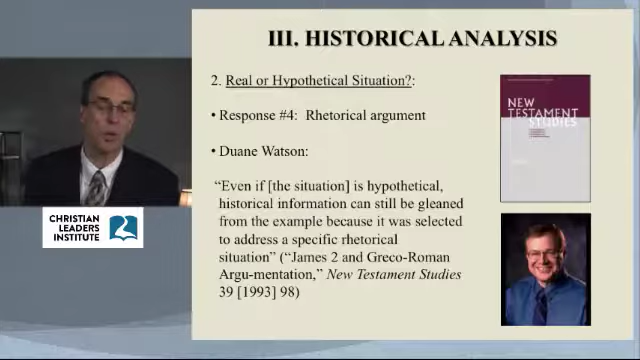 III. HISTORICAL ANALYSIS
2. Real or Hypothetical Situation?:
• Response #4: Rhetorical argument
• Duane Watson:
“Even if [the situation] is hypothetical,
historical information can still be gleaned
from the example because it was selected
to address a specific rhetorical
situation” (“James 2 and Greco-Roman
Argu-mentation,” New Testament Studies
39 [1993] 98)
NEW
TESTAMENT
STUDIES
CHRISTIAN
LEADERS
INSTITUTE